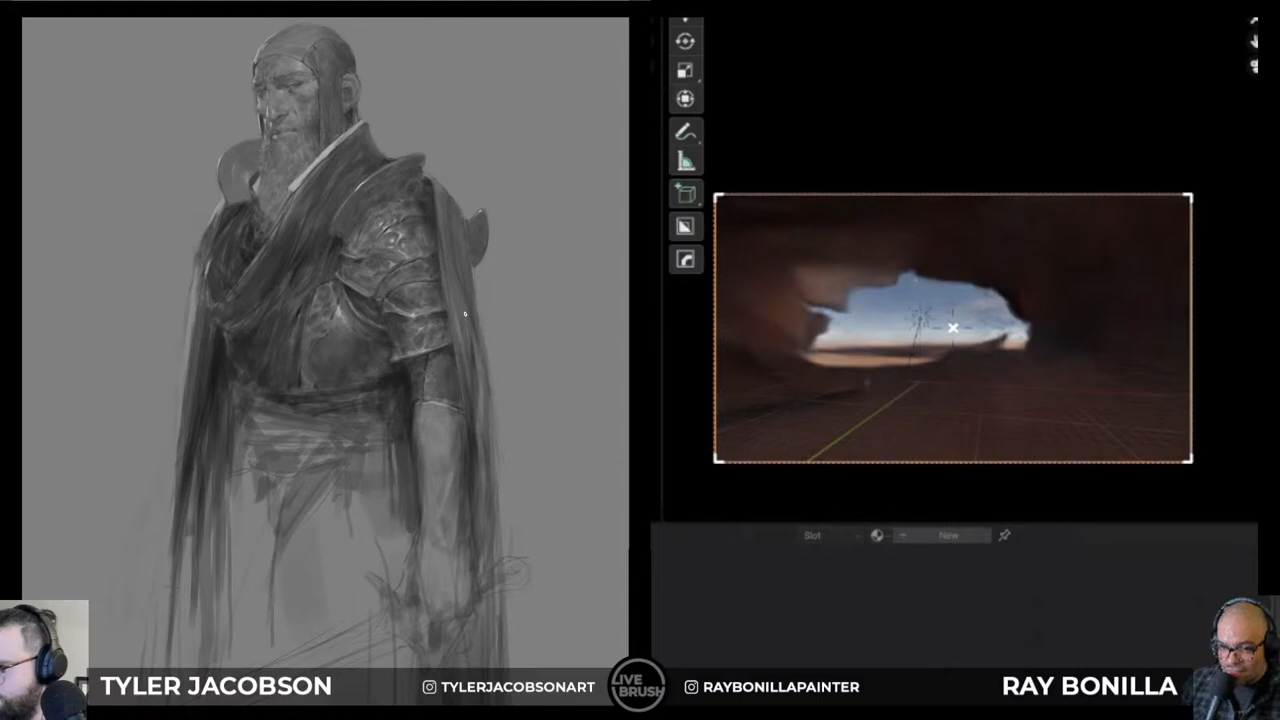 Slot
New
TYLER JACOBSON
TYLERJACOBSONART
LIVE
BRUSH
RAYBONILLAPAINTER
RAY BONILLA